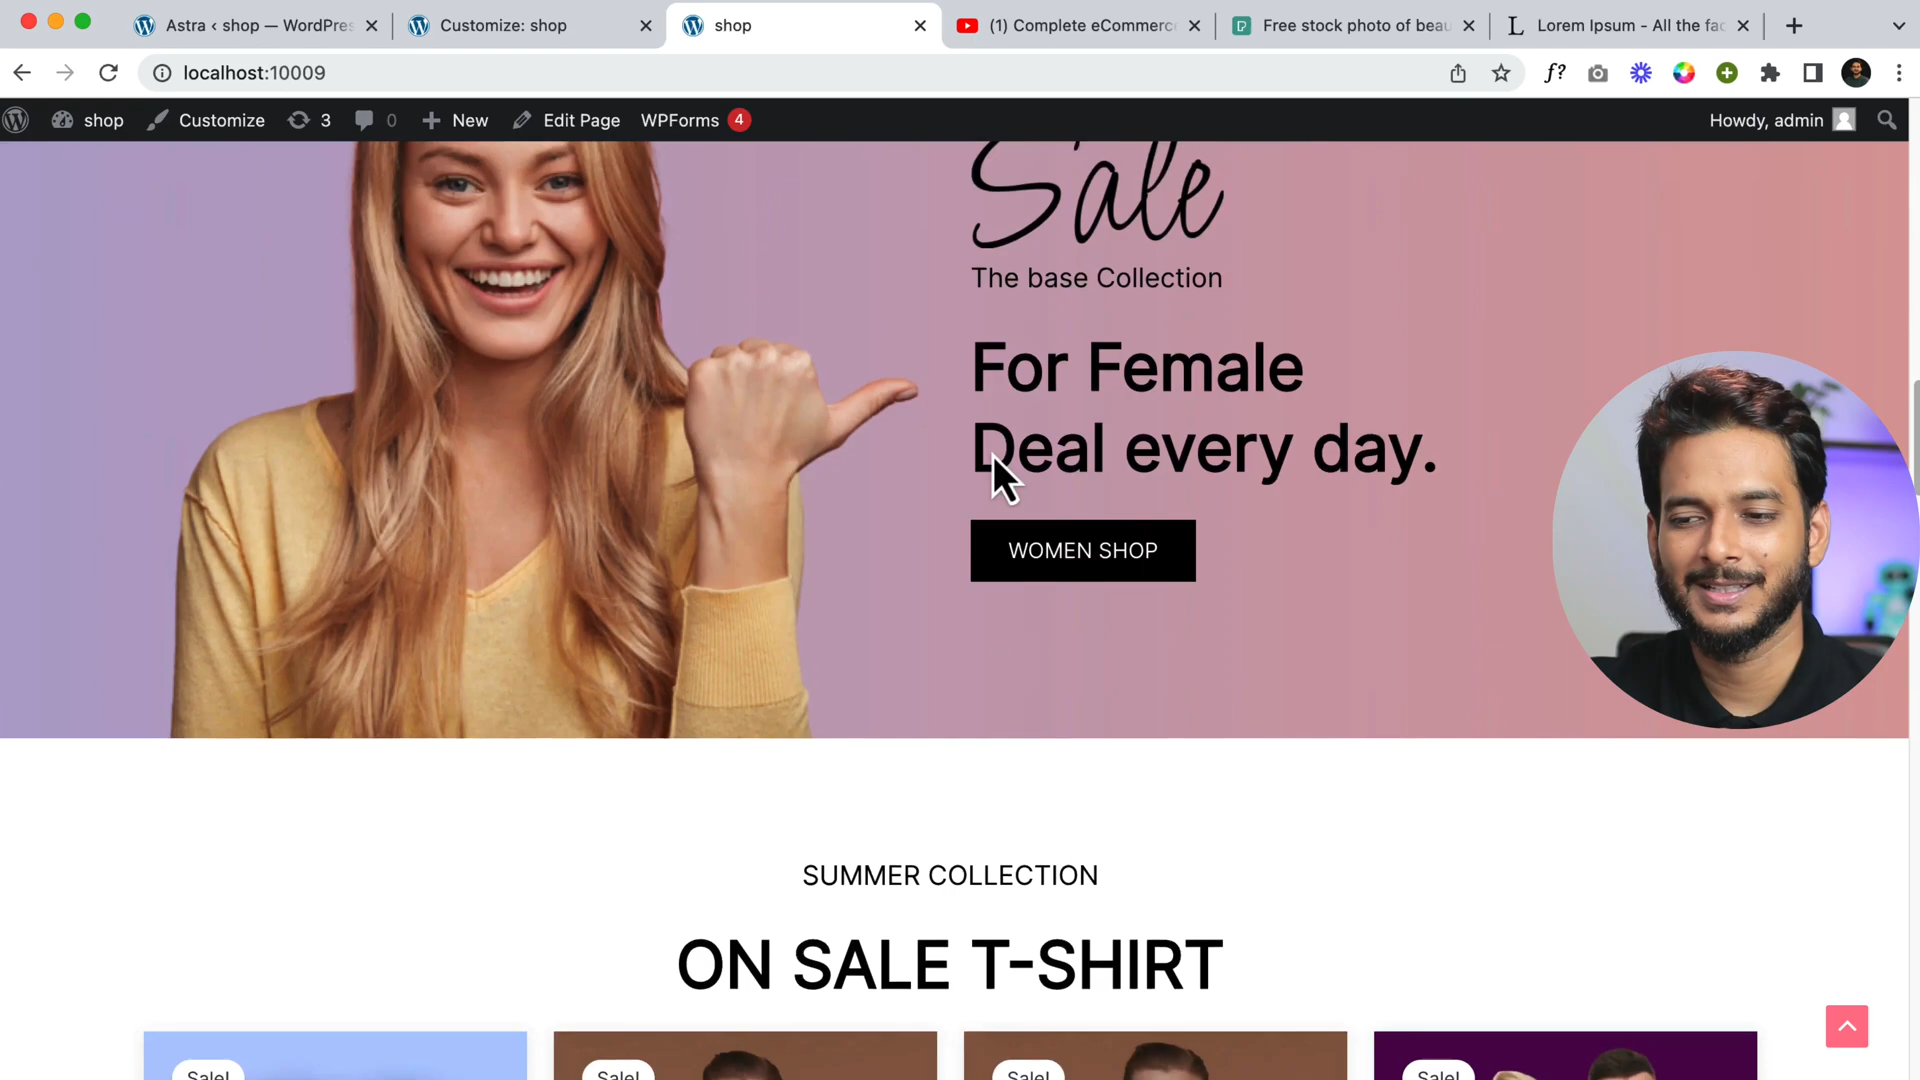 Astra ‹ shop — WordPres
Customize: shop
shop
(1) Complete eCommerce
Free stock photo of beau
Lorem Ipsum - All the fac
localhost:10009
f?
shop
Customize
3
0
New
Edit Page
WPForms 4
Howdy, admin
Sale
The base Collection
For Female
Deal every day.
WOMEN SHOP
SUMMER COLLECTION
ON SALE T-SHIRT
Sale!
Sale!
Sale!
Sale!